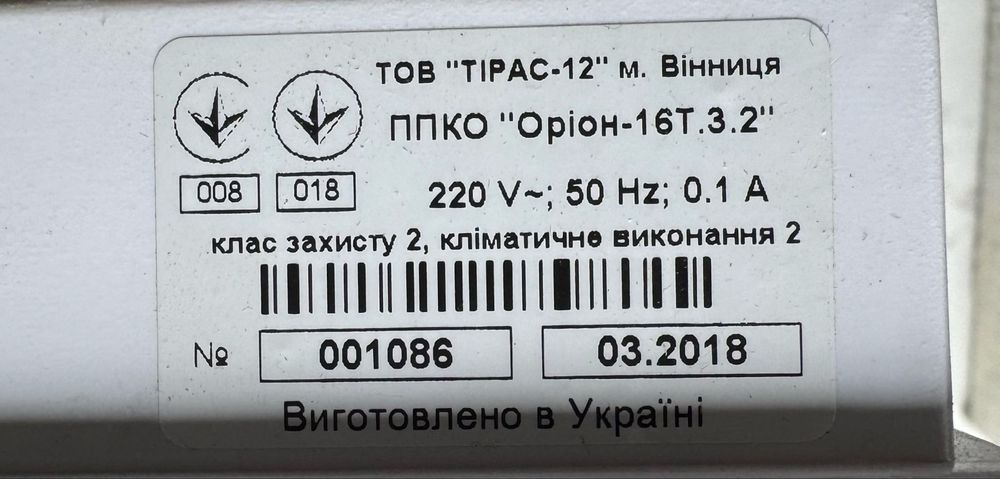 ТОВ "ТІРАС-12" м. Вінниця
ППКО "Оріон-16Т.3.2"
008 018
220 V~; 50 Hz; 0.1 A
клас захисту 2, кліматичне виконання 2
№ 001086 03.2018
Виготовлено в Україні